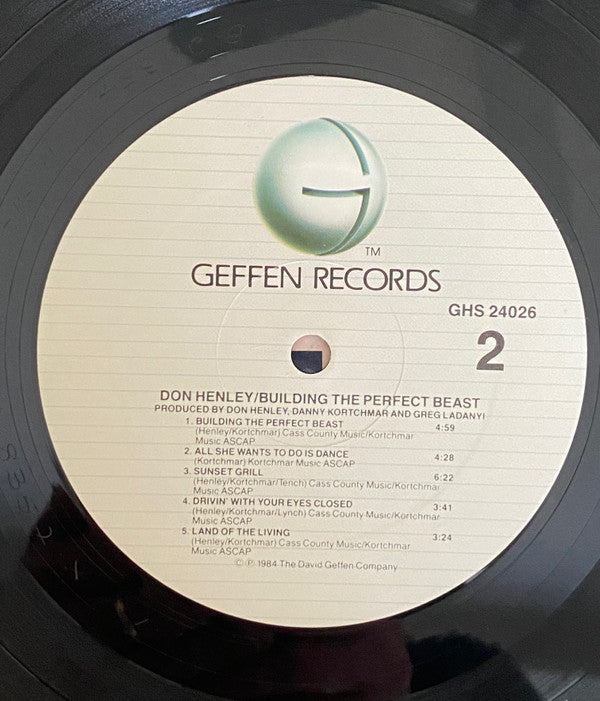 TM
GEFFEN RECORDS
GHS 24026
2
DON HENLEY/BUILDING THE PERFECT BEAST
PRODUCED BY DON HENLEY, DANNY KORTCHMAR AND GREG LADANYI
1. BUILDING THE PERFECT BEAST 4:59
(Henley/Kortchmar) Cass County Music/Kortchmar
Music ASCAP
2. ALL SHE WANTS TO DO IS DANCE 4:28
(Kortchmar) Kortchmar Music ASCAP
3. SUNSET GRILL 6:22
(Henley/Kortchmar/Tench) Cass County Music/Kortchmar
Music ASCAP
4. DRIVIN' WITH YOUR EYES CLOSED 3:41
(Henley/Kortchmar/Lynch) Cass County Music/Kortchmar
Music ASCAP
5. LAND OF THE LIVING 3:24
(Henley/Kortchmar) Cass County Music/Kortchmar
Music ASCAP
© ℗ 1984 The David Geffen Company